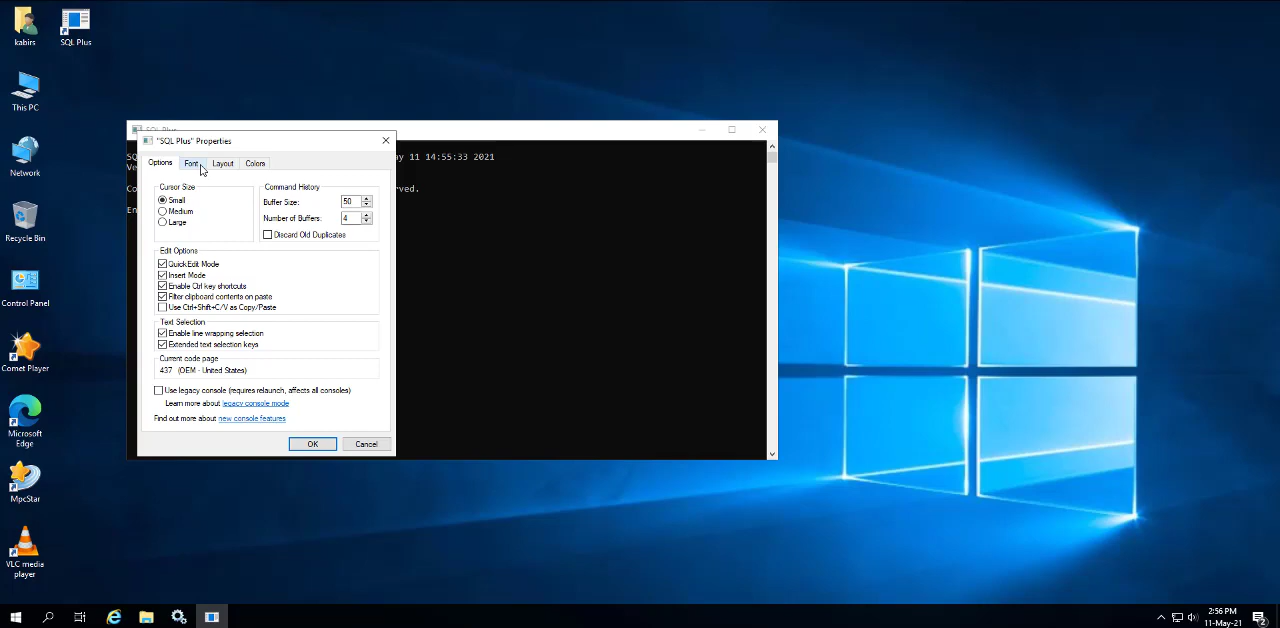 kabirs
SQL Plus
This PC
Network
Recycle Bin
Control Panel
Comet Player
Microsoft
Edge
MpcStar
VLC media
player
"SQL Plus" Properties
Options
Font
Layout
Colors
ay 11 14:55:33 2021
rved.
Cursor Size
Small
Medium
Large
Command History
Buffer Size:
50
Number of Buffers:
4
Discard Old Duplicates
Edit Options
QuickEdit Mode
Insert Mode
Enable Ctrl key shortcuts
Filter clipboard contents on paste
Use Ctrl+Shift+C/V as Copy/Paste
Text Selection
Enable line wrapping selection
Extended text selection keys
Current code page
437 (OEM - United States)
Use legacy console (requires relaunch, affects all consoles)
Learn more about legacy console mode
Find out more about new console features
OK
Cancel
2:56 PM
11-May-21
2